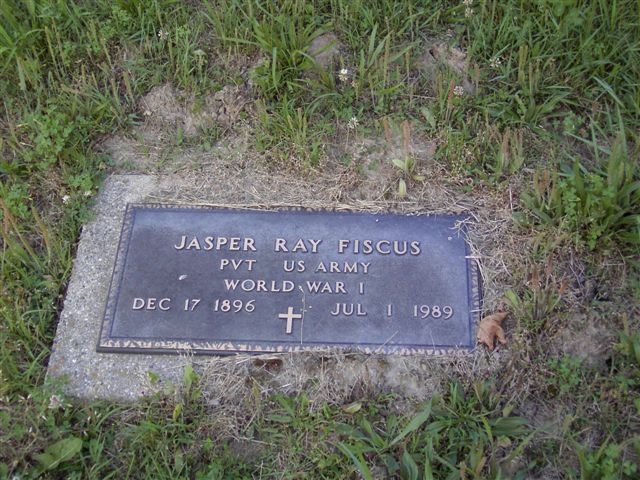 JASPER RAY FISCUS
PVT US ARMY
WORLD WAR I
DEC 17 1896 JUL 1 1989